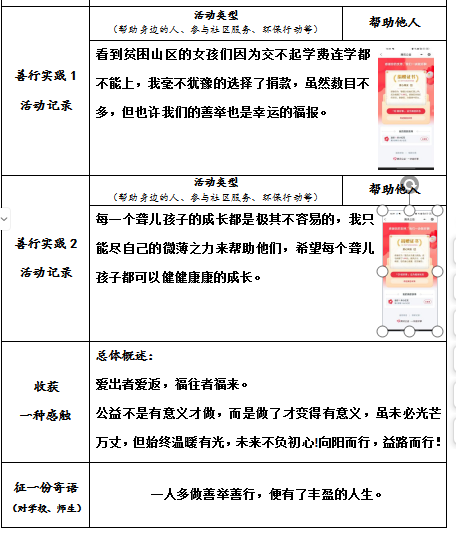 活动类型
(帮助身边的人、参与社区服务、环保行动等)
帮助他人
善行实践1
活动记录
看到贫困山区的女孩们因为交不起学费连学都
不能上，我毫不犹豫的选择了捐款，虽然数目不
多，但也许我们的善举也是幸运的福报。
活动类型
(帮助身边的人、参与社区服务、环保行动等)
帮助他人
善行实践2
活动记录
每一个聋儿孩子的成长都是极其不容易的，我只
能尽自己的微薄之力来帮助他们，希望每个聋儿
孩子都可以健健康康的成长。
收获
一种感触
总体概述：
爱出者爱返，福往者福来。
公益不是有意义才做，而是做了才变得有意义，虽未必光芒
万丈，但始终温暖有光，未来不负初心!向阳而行，益路而行！
征一份寄语
(对学校、师生)
一人多做善举善行，便有了丰盈的人生。